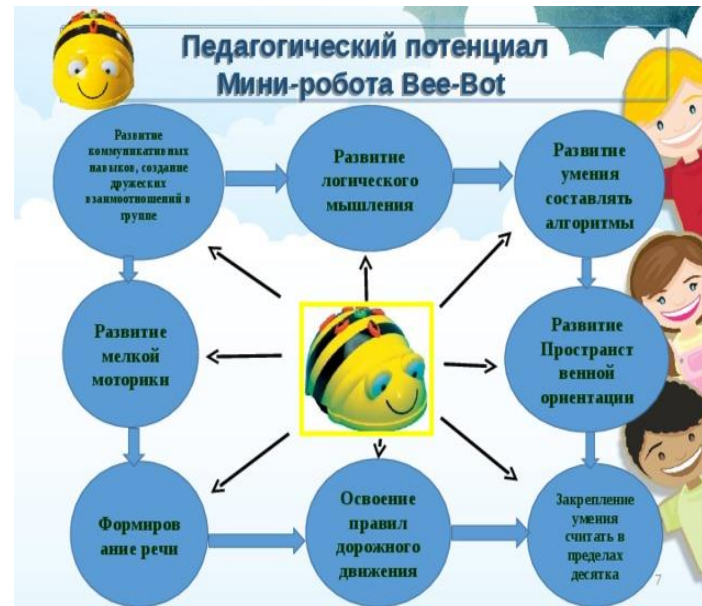 Педагогический потенциал
Мини-робота Bee-Bot
Развитие
коммуникативных
навыков, создание
дружеских
взаимоотношений в
группе
Развитие
логического
мышления
Развитие
умения
составлять
алгоритмы
Развитие
мелкой
моторики
Развитие
Пространст
венной
ориентации
Формиров
ание речи
Освоение
правил
дорожного
движения
Закрепление
умения
считать в
пределах
десятка
7